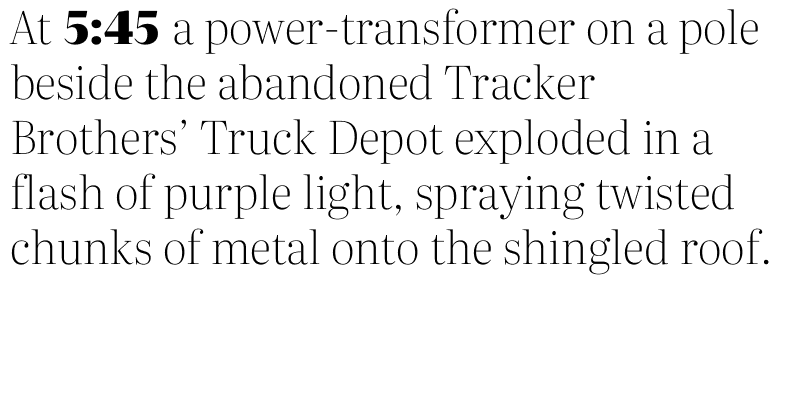 At 5:45 a power-transformer on a pole
beside the abandoned Tracker
Brothers’ Truck Depot exploded in a
flash of purple light, spraying twisted
chunks of metal onto the shingled roof.